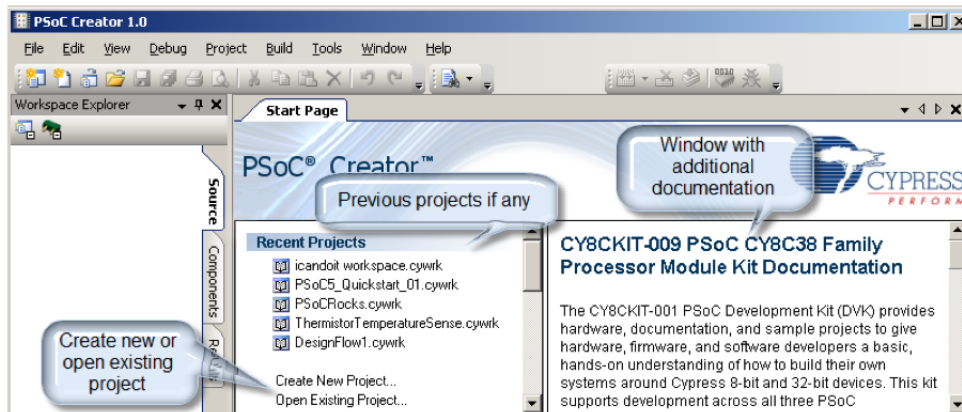 PSoC Creator 1.0
File Edit View Debug Project Build Tools Window Help
Workspace Explorer
Start Page
PSoC® Creator™
Window with
additional
documentation
CYPRESS
PERFORM
Previous projects if any
Source
Components
Recent Projects
icandoit workspace.cywrk
PSoC5_Quickstart_01.cywrk
PSoCRocks.cywrk
ThermistorTemperatureSense.cywrk
DesignFlow1.cywrk
Create new or
open existing
project
Create New Project...
Open Existing Project...
CY8CKIT-009 PSoC CY8C38 Family
Processor Module Kit Documentation
The CY8CKIT-001 PSoC Development Kit (DVK) provides
hardware, documentation, and sample projects to give
hardware, firmware, and software developers a basic,
hands-on understanding of how to build their own
systems around Cypress 8-bit and 32-bit devices. This kit
supports development across all three PSoC